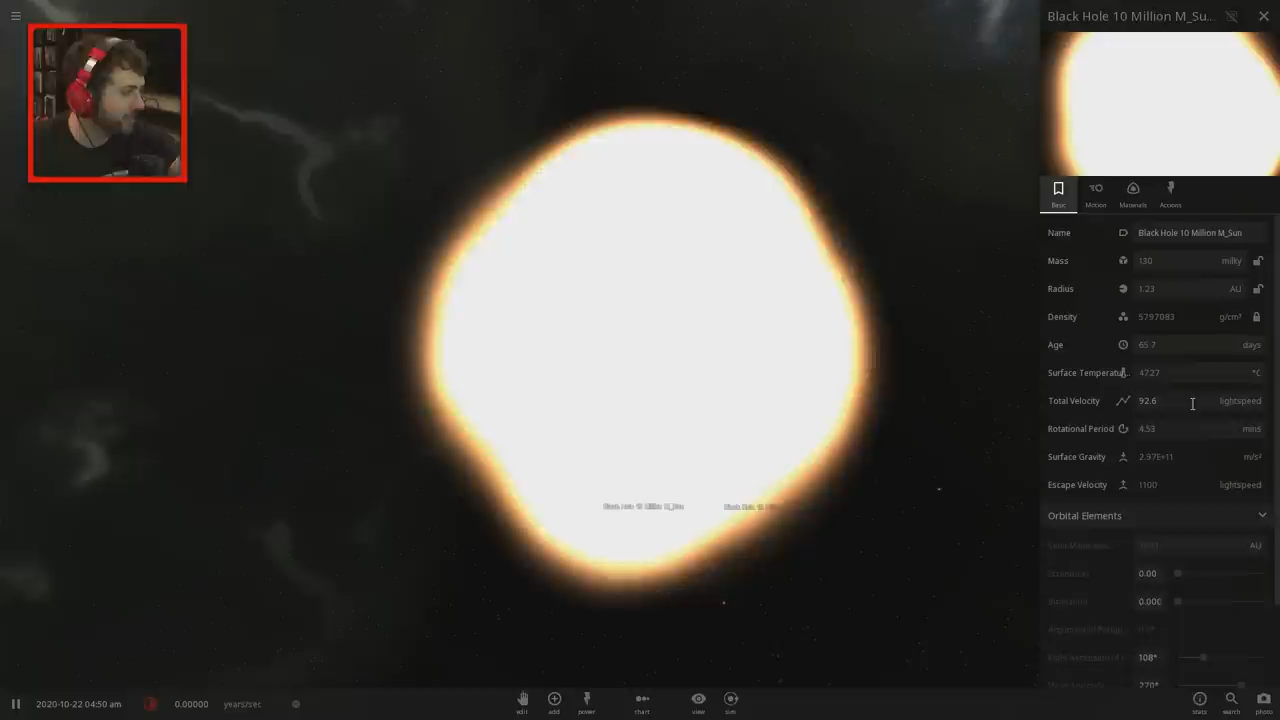 Black Hole 10 Million M_Su...
Basic
Motion
Materials
Actions
Name
Black Hole 10 Million M_Sun
Mass
130
milky
Radius
1.23
AU
Density
5797083
g/cm³
Age
65.7
days
Surface Temperatur...
4727
°C
Total Velocity
92.6
lightspeed
Rotational Period
4.53
mins
Surface Gravity
2.97E+11
m/s²
Escape Velocity
1100
lightspeed
Orbital Elements
AU
0.00
0.000
108°
270°
2020-10-22 04:50 am
0.00000
years/sec
edit
add
power
chart
view
sim
stats
search
photo